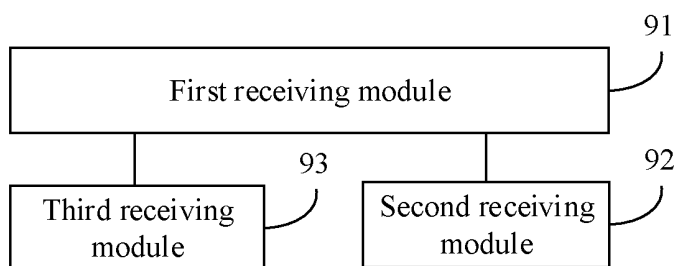 91
First receiving module
93
92
Third receiving
module
Second receiving
module